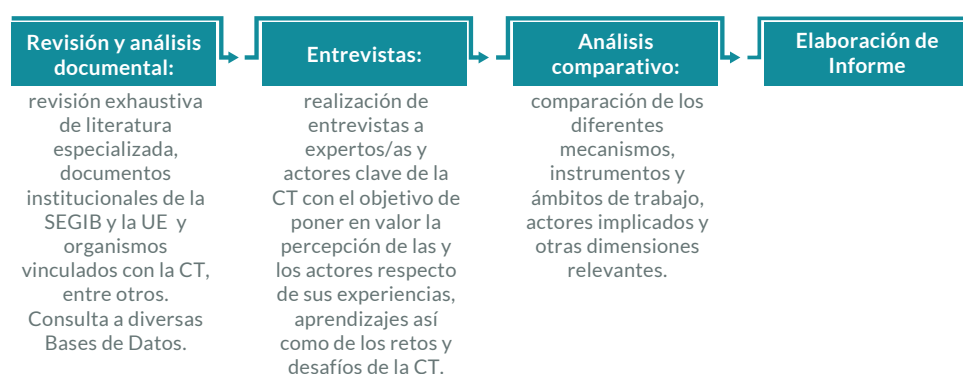 Revisión y análisis
documental:
revisión exhaustiva
de literatura
especializada,
documentos
institucionales de la
SEGIB y la UE y
organismos
vinculados con la CT,
entre otros.
Consulta a diversas
Bases de Datos.
Entrevistas:
realización de
entrevistas a
expertos/as y
actores clave de la
CT con el objetivo de
poner en valor la
percepción de las y
los actores respecto
de sus experiencias,
aprendizajes así
como de los retos y
desafíos de la CT.
Análisis
comparativo:
comparación de los
diferentes
mecanismos,
instrumentos y
ámbitos de trabajo,
actores implicados y
otras dimensiones
relevantes.
Elaboración de
Informe